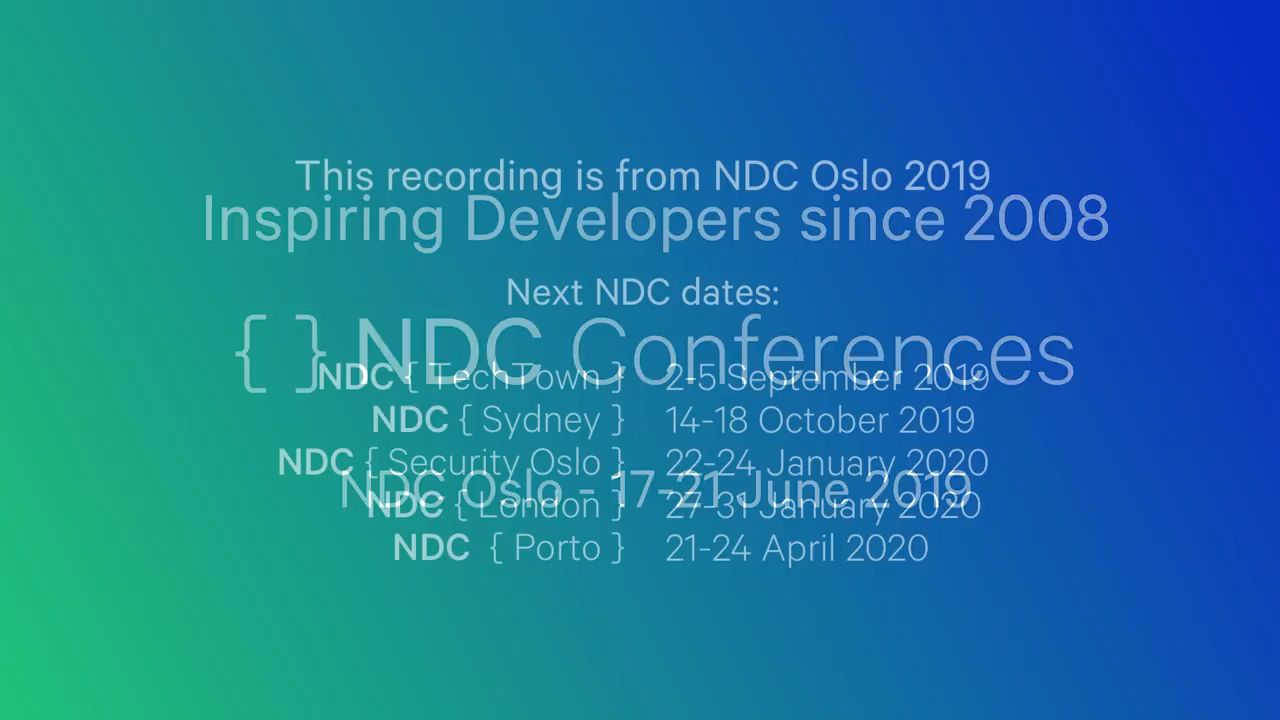 This recording is from NDC Oslo 2019
Inspiring Developers since 2008
Next NDC dates:
{ } NDC Conferences
NDC { TechTown } 2-5 September 2019
NDC { Sydney } 14-18 October 2019
NDC { Security Oslo } 22-24 January 2020
NDC Oslo - 17-21 June 2019
NDC { London } 27-31 January 2020
NDC { Porto } 21-24 April 2020